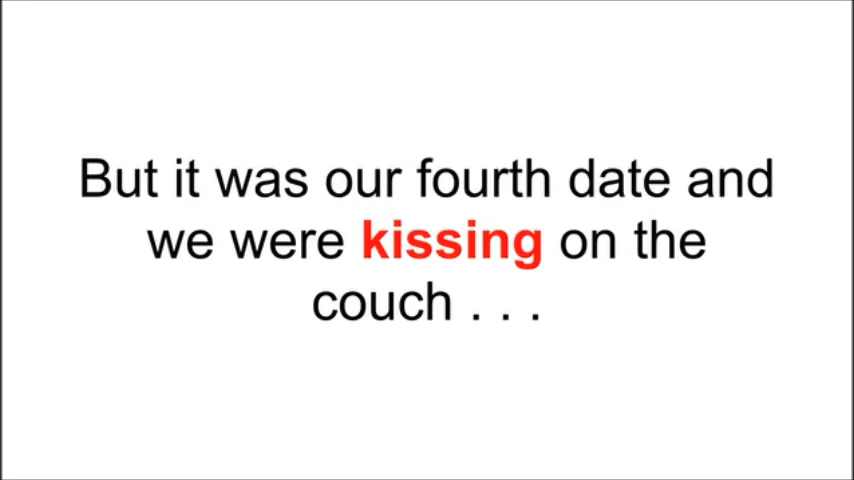 But it was our fourth date and
we were kissing on the
couch . . .